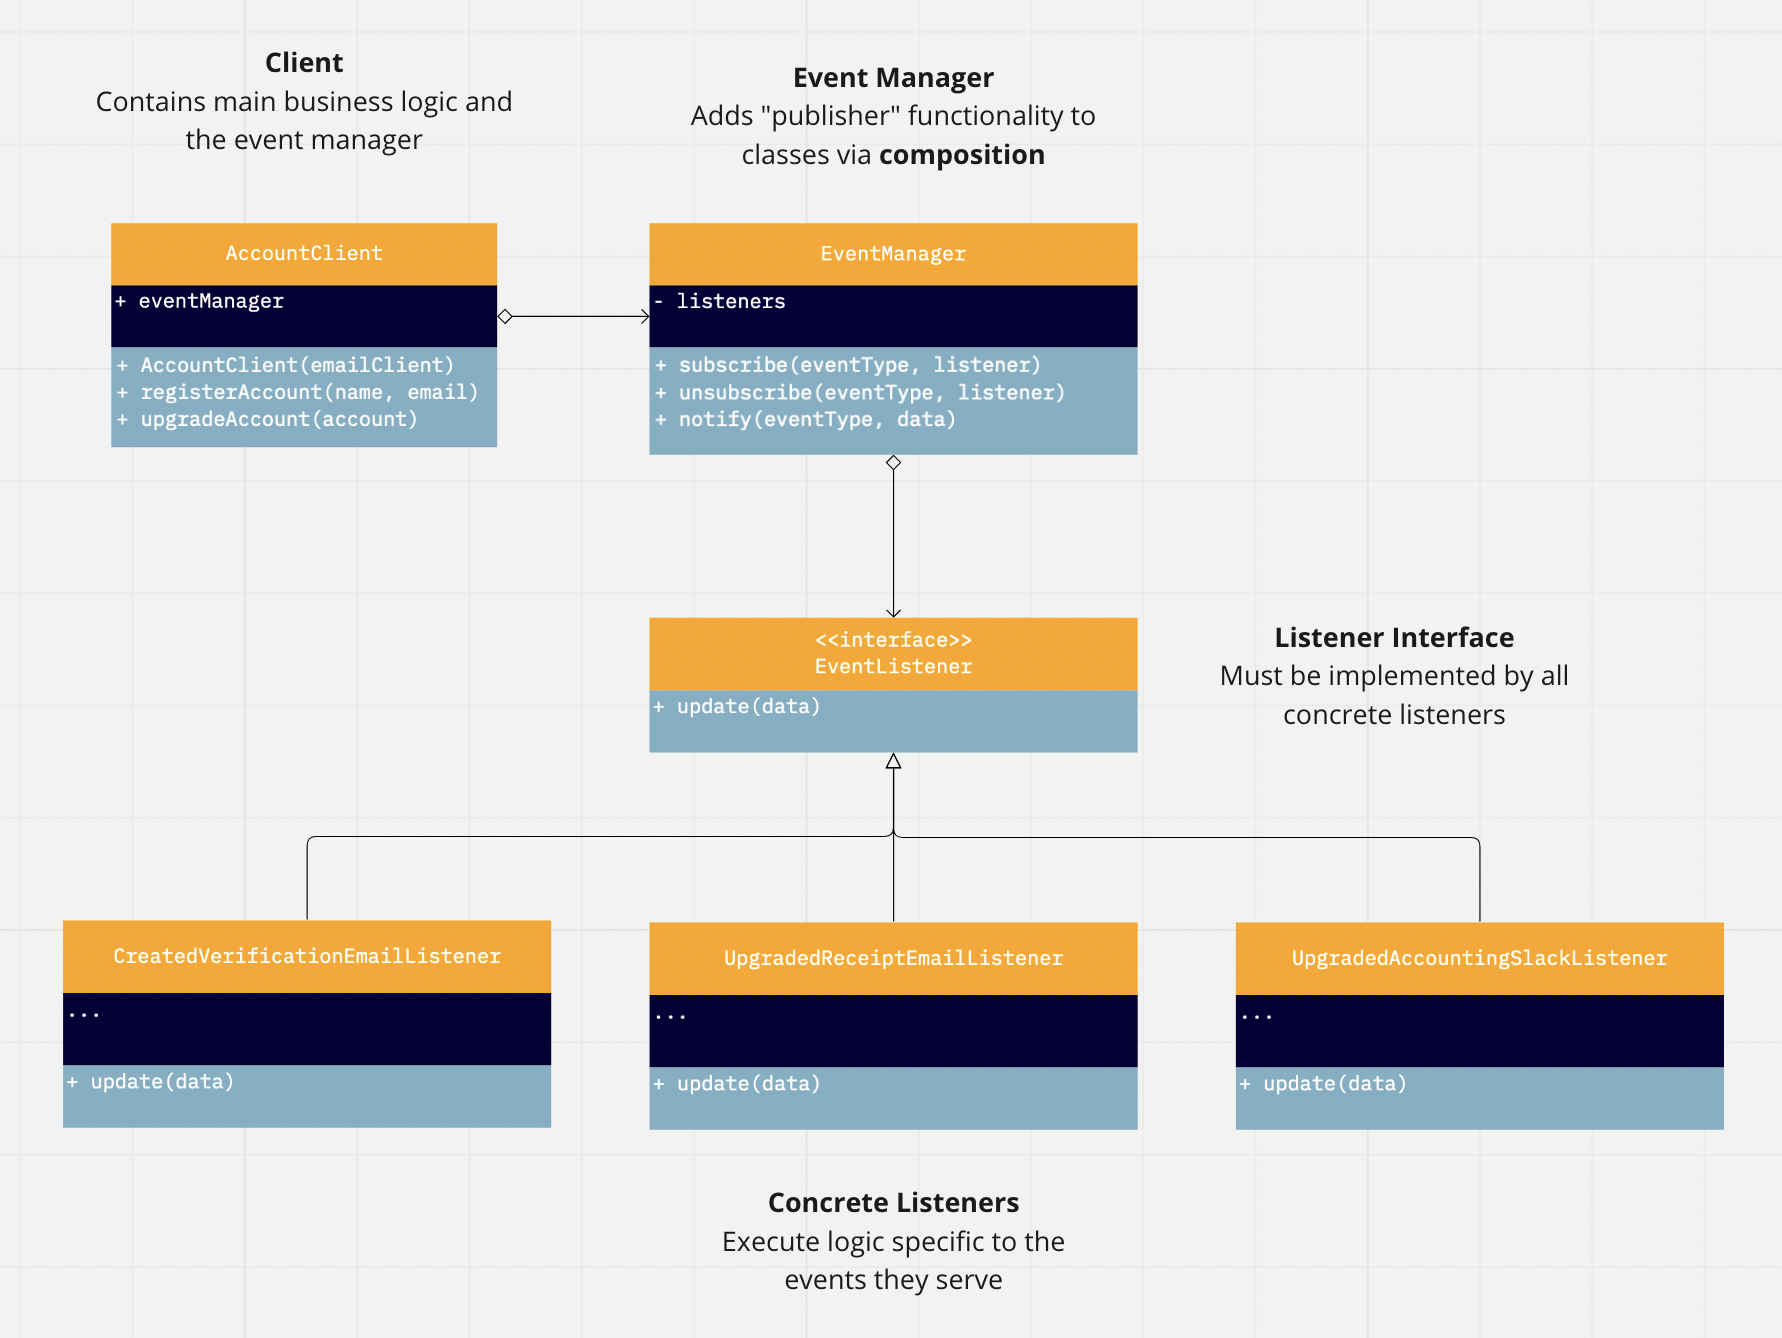 Client
Contains main business logic and
the event manager
Event Manager
Adds "publisher" functionality to
classes via composition
AccountClient
+ eventManager
+ AccountClient(emailClient)
+ registerAccount(name, email)
+ upgradeAccount(account)
EventManager
- listeners
+ subscribe(eventType, listener)
+ unsubscribe(eventType, listener)
+ notify(eventType, data)
<<interface>>
EventListener
+ update(data)
Listener Interface
Must be implemented by all
concrete listeners
CreatedVerificationEmailListener
...
+ update(data)
UpgradedReceiptEmailListener
...
+ update(data)
UpgradedAccountingSlackListener
...
+ update(data)
Concrete Listeners
Execute logic specific to the
events they serve